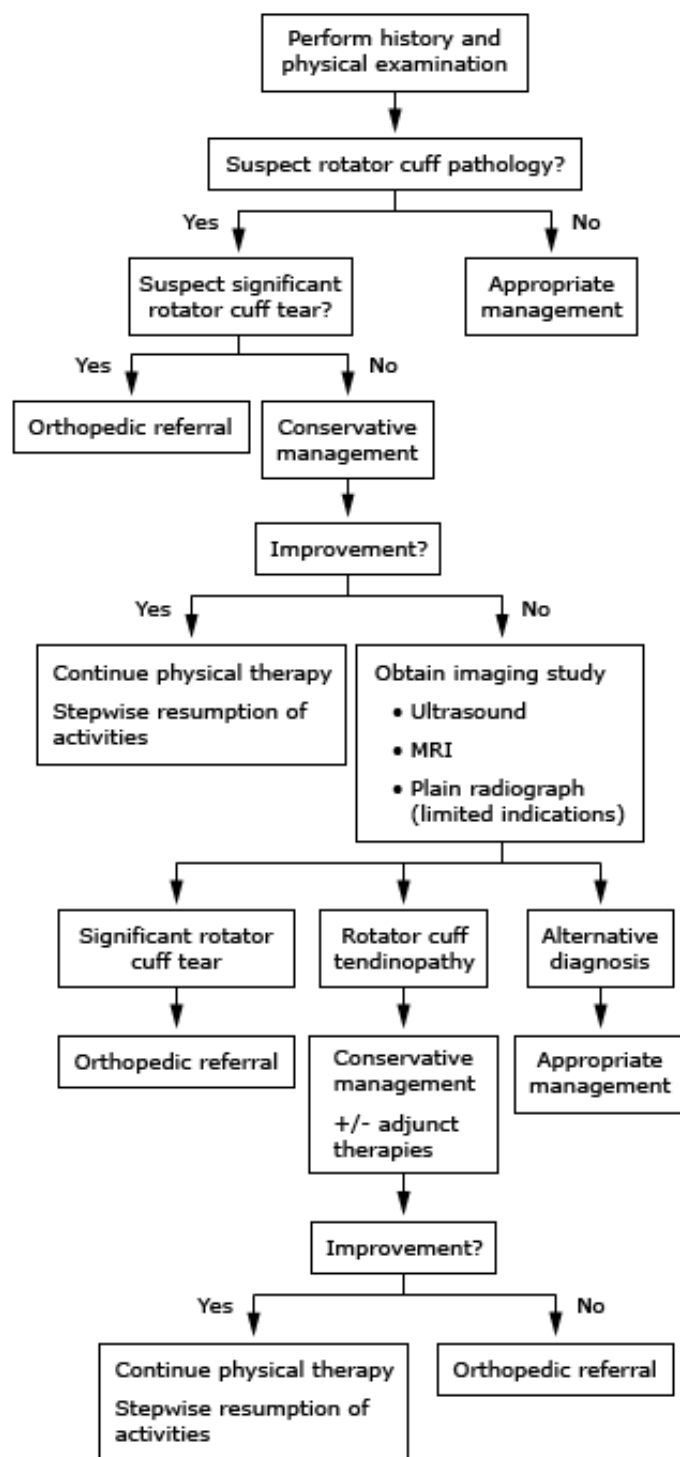 Perform history and
physical examination
Suspect rotator cuff pathology?
Yes
No
Suspect significant
rotator cuff tear?
Appropriate
management
Yes
No
Orthopedic referral
Conservative
management
Improvement?
Yes
No
Continue physical therapy
Stepwise resumption of
activities
Obtain imaging study
• Ultrasound
• MRI
• Plain radiograph
(limited indications)
Significant rotator
cuff tear
Rotator cuff
tendinopathy
Alternative
diagnosis
Orthopedic referral
Conservative
management
+/- adjunct
therapies
Appropriate
management
Improvement?
Yes
No
Continue physical therapy
Stepwise resumption of
activities
Orthopedic referral